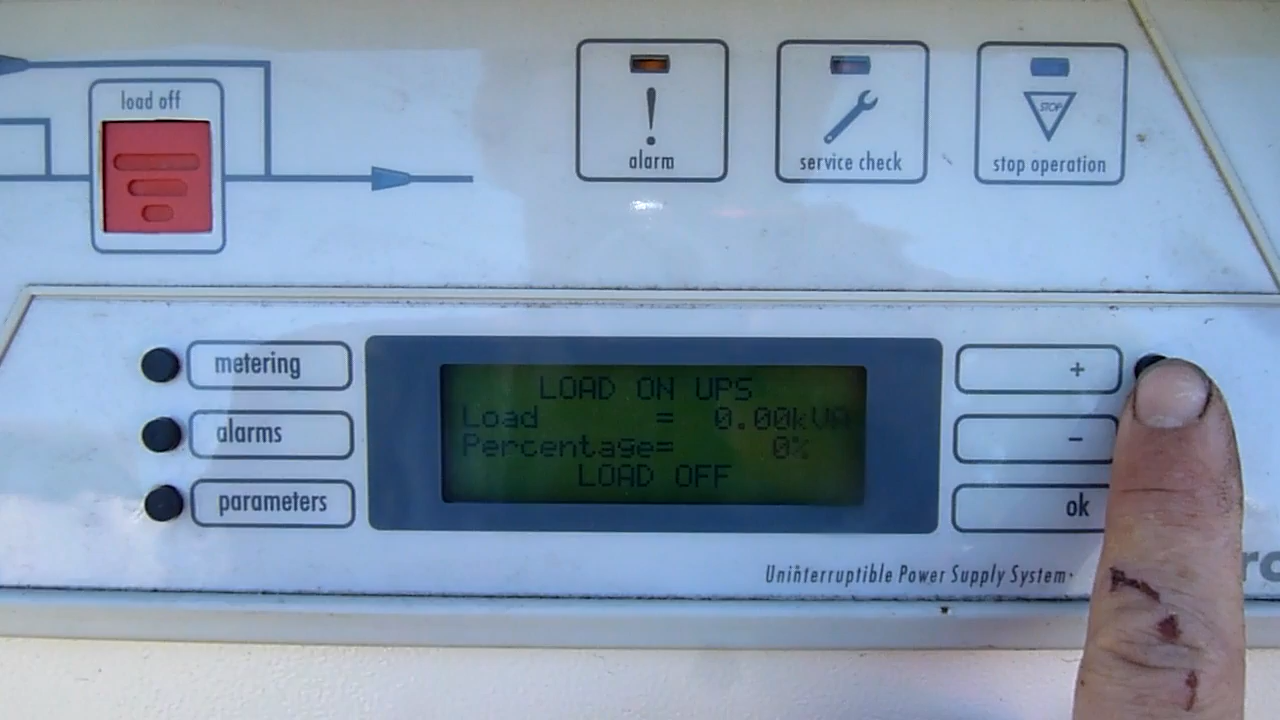 load off
alarm
service check
STOP
stop operation
metering
alarms
parameters
LOAD ON UPS
Load = 0.00kVA
Percentage= 0%
LOAD OFF
+
-
ok
Uninterruptible Power Supply System